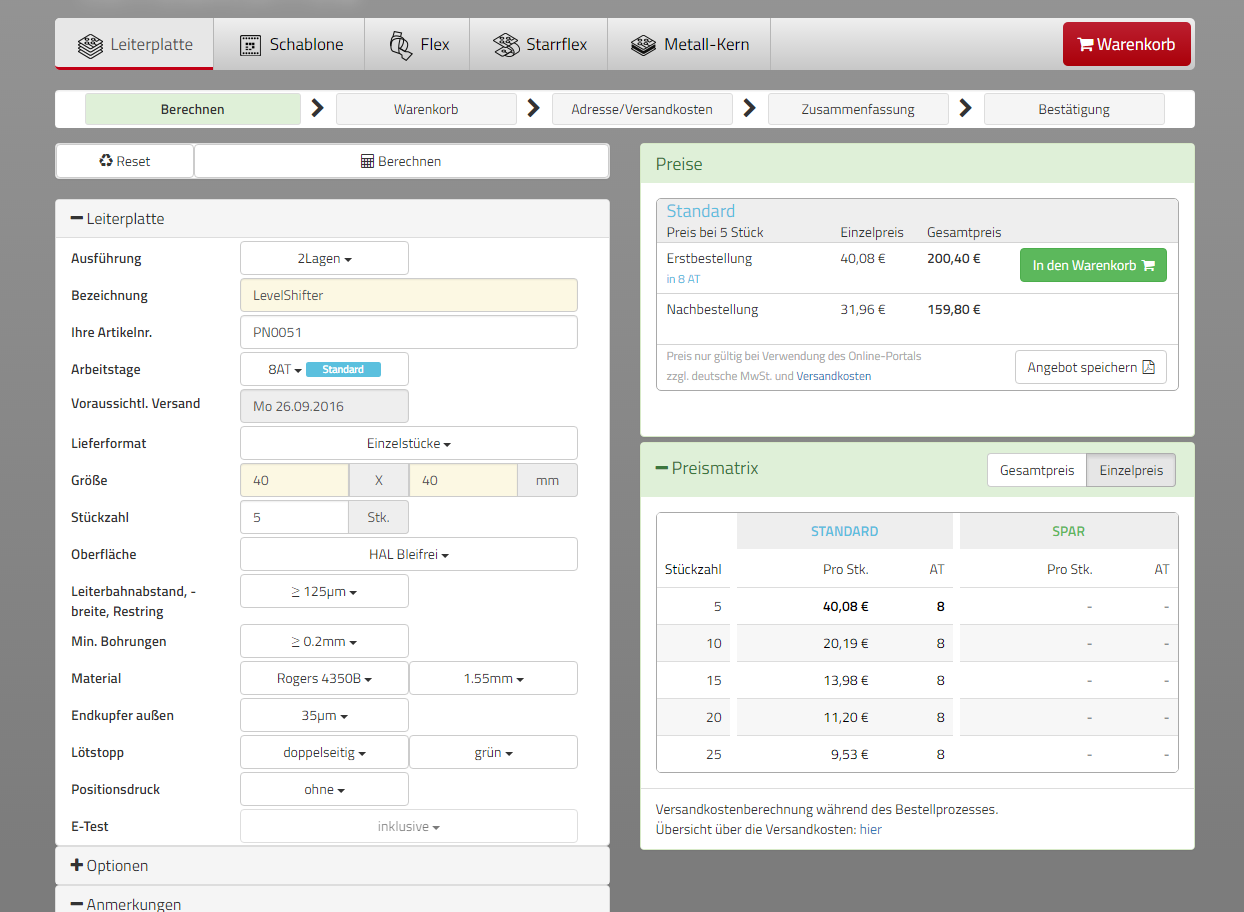 Leiterplatte Schablone Flex Starrflex Metall-Kern Warenkorb
Berechnen Warenkorb Adresse/Versandkosten Zusammenfassung Bestätigung
Reset Berechnen
Leiterplatte
Ausführung 2Lagen
Bezeichnung LevelShifter
Ihre Artikelnr. PN0051
Arbeitstage 8AT Standard
Voraussichtl. Versand Mo 26.09.2016
Lieferformat Einzelstücke
Größe 40 X 40 mm
Stückzahl 5 Stk.
Oberfläche HAL Bleifrei
Leiterbahnabstand, -
breite, Restring ≥ 125µm
Min. Bohrungen ≥ 0.2mm
Material Rogers 4350B 1.55mm
Endkupfer außen 35µm
Lötstopp doppelseitig grün
Positionsdruck ohne
E-Test inklusive
Optionen
Anmerkungen
Preise
Standard
Preis bei 5 Stück Einzelpreis Gesamtpreis
Erstbestellung 40,08 € 200,40 € In den Warenkorb
in 8 AT
Nachbestellung 31,96 € 159,80 €
Preis nur gültig bei Verwendung des Online-Portals
zzgl. deutsche MwSt. und Versandkosten
Angebot speichern
Preismatrix Gesamtpreis Einzelpreis
STANDARD SPAR
Stückzahl Pro Stk. AT Pro Stk. AT
5 40,08 € 8 - -
10 20,19 € 8 - -
15 13,98 € 8 - -
20 11,20 € 8 - -
25 9,53 € 8 - -
Versandkostenberechnung während des Bestellprozesses.
Übersicht über die Versandkosten: hier